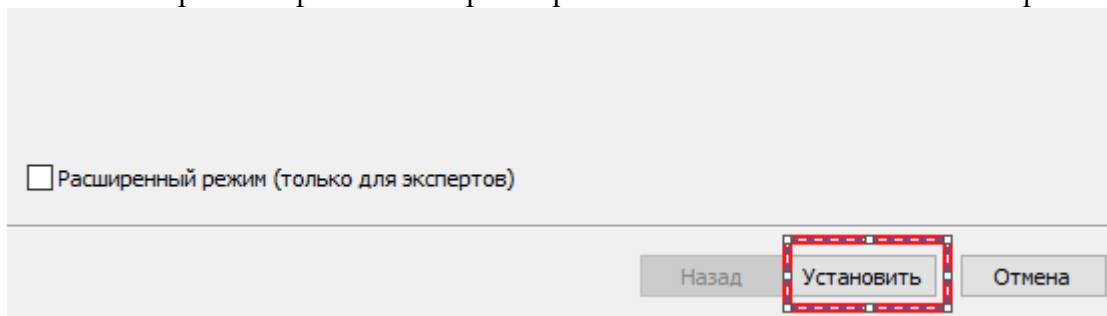 Расширенный режим (только для экспертов)
Назад Установить Отмена